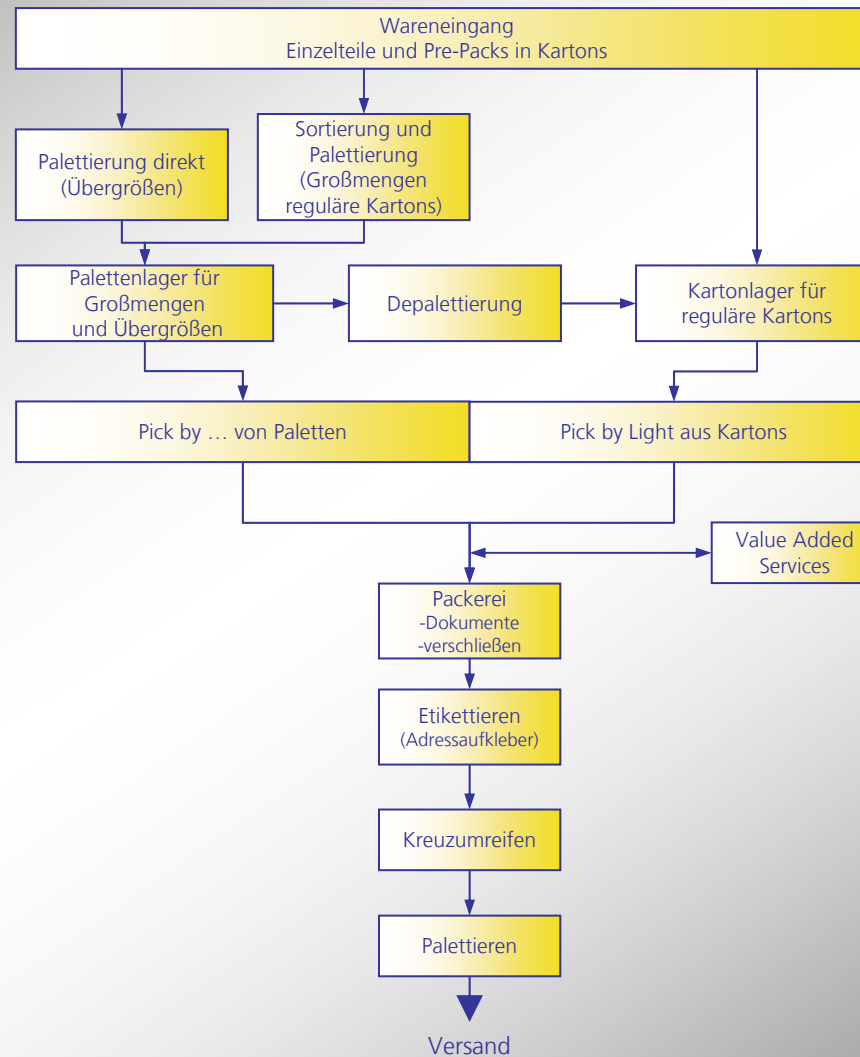 Wareneingang
Einzelteile und Pre-Packs in Kartons
Palettierung direkt
(Übergrößen)
Sortierung und
Palettierung
(Großmengen
reguläre Kartons)
Palettenlager für
Großmengen
und Übergrößen
Depalettierung
Kartonlager für
reguläre Kartons
Pick by … von Paletten
Pick by Light aus Kartons
Value Added
Services
Packerei
-Dokumente
-verschließen
Etikettieren
(Adressaufkleber)
Kreuzumreifen
Palettieren
Versand